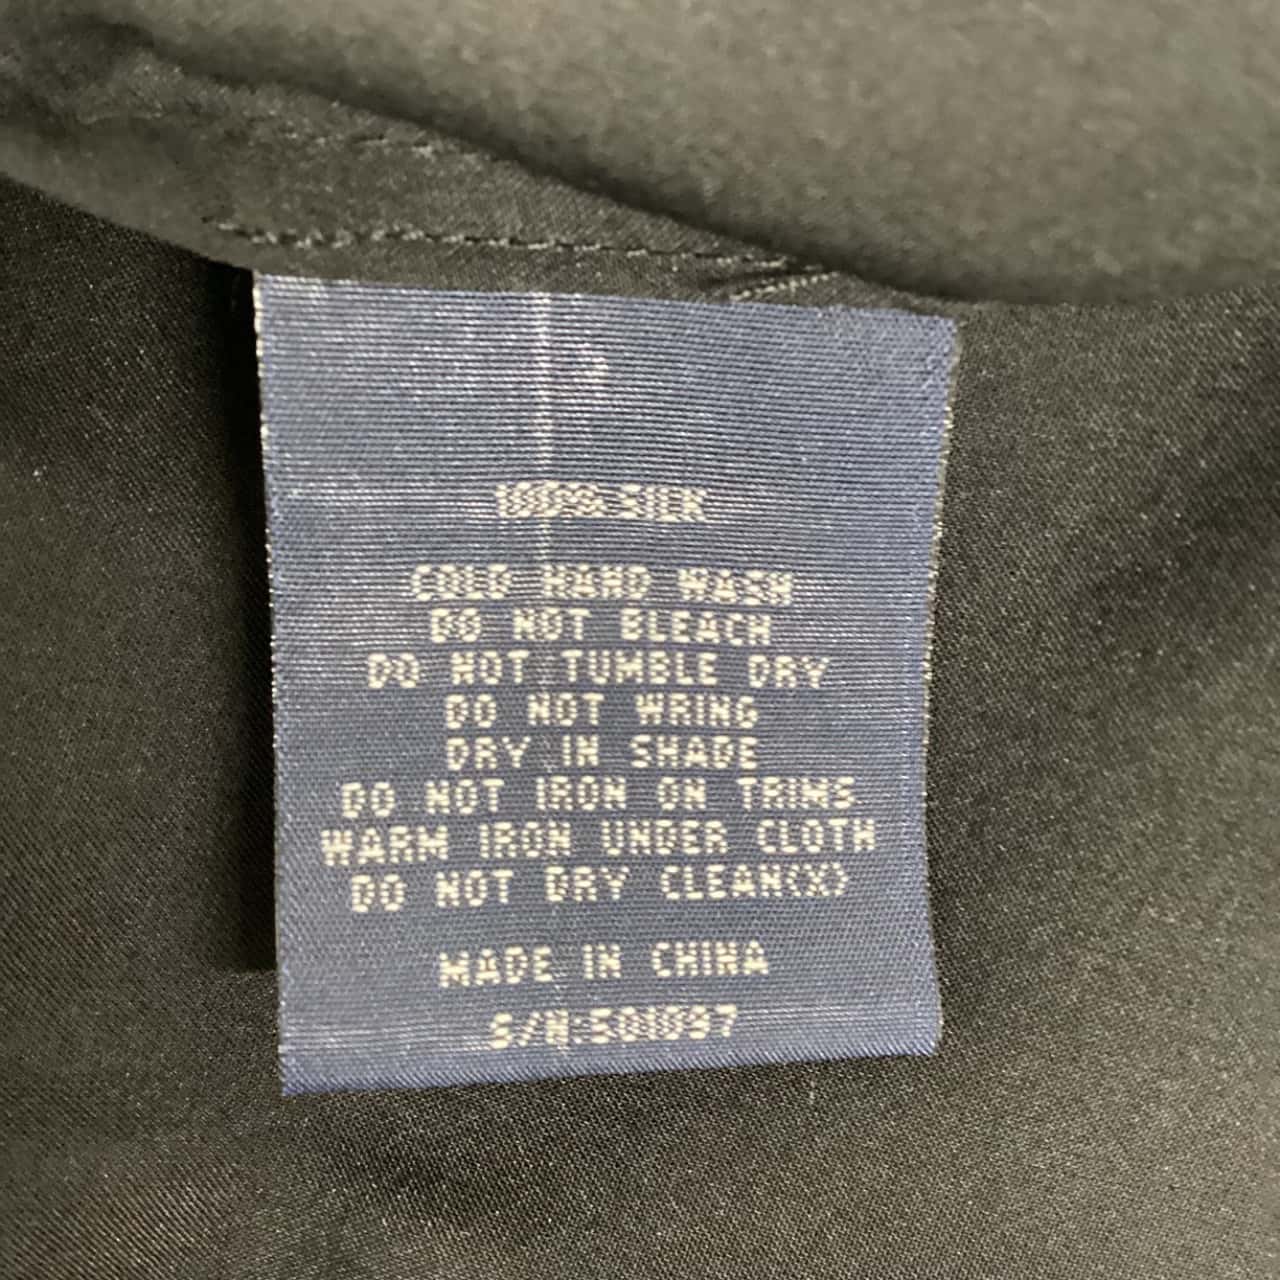 100% SILK
COLD HAND WASH
DO NOT BLEACH
DO NOT TUMBLE DRY
DO NOT WRING
DRY IN SHADE
DO NOT IRON ON TRIMS
WARM IRON UNDER CLOTH
DO NOT DRY CLEAN(X)
MADE IN CHINA
S/N:501097